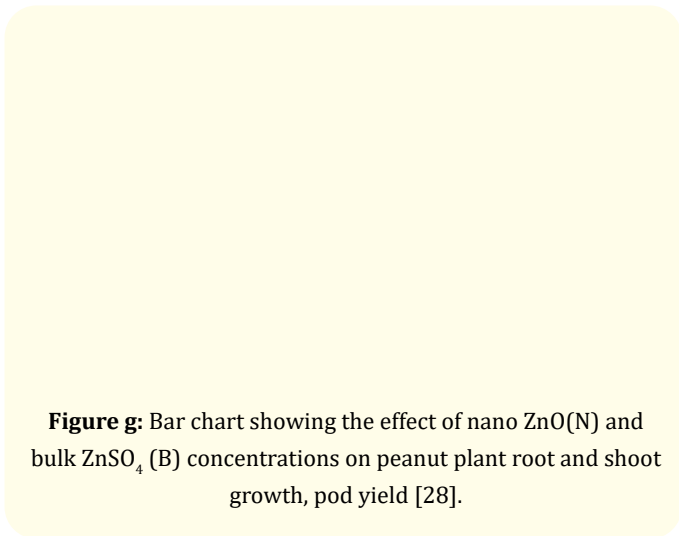 Figure g: Bar chart showing the effect of nano ZnO(N) and
bulk ZnSO₄ (B) concentrations on peanut plant root and shoot
growth, pod yield [28].